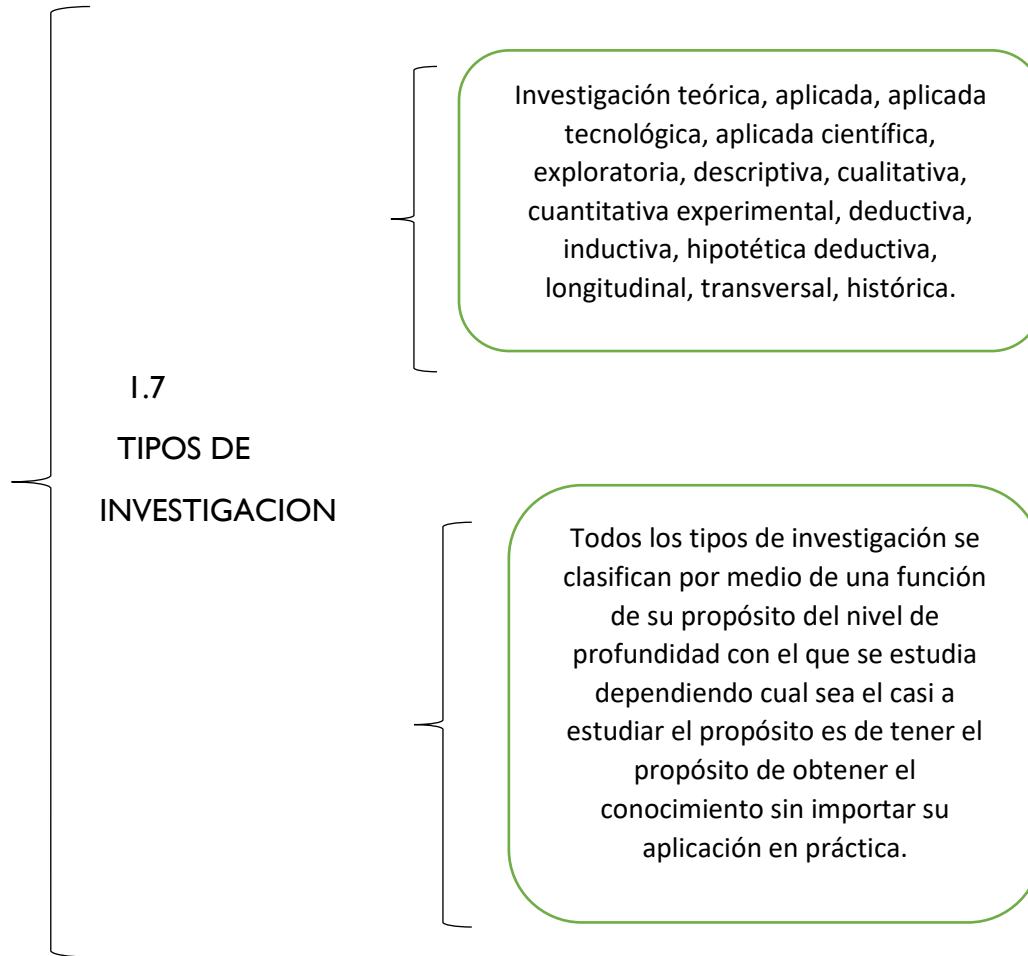 Investigación teórica, aplicada, aplicada
tecnológica, aplicada científica,
exploratoria, descriptiva, cualitativa,
cuantitativa experimental, deductiva,
inductiva, hipotética deductiva,
longitudinal, transversal, histórica.
1.7
TIPOS DE
INVESTIGACION
Todos los tipos de investigación se
clasifican por medio de una función
de su propósito del nivel de
profundidad con el que se estudia
dependiendo cual sea el casi a
estudiar el propósito es de tener el
propósito de obtener el
conocimiento sin importar su
aplicación en práctica.